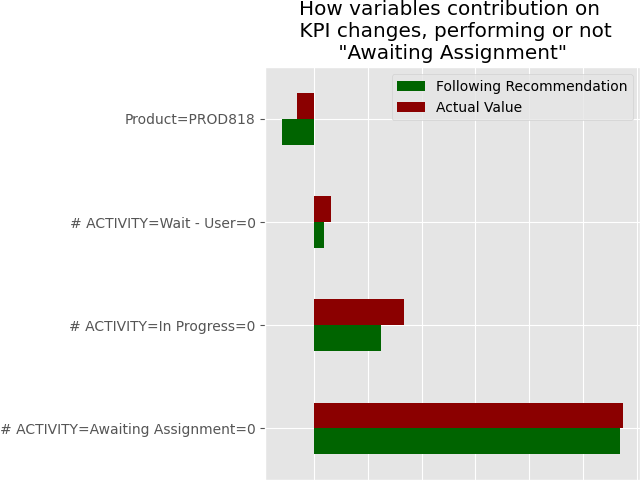 How variables contribution on
KPI changes, performing or not
"Awaiting Assignment"
Following Recommendation
Actual Value
Product=PROD818
# ACTIVITY=Wait - User=0
# ACTIVITY=In Progress=0
# ACTIVITY=Awaiting Assignment=0